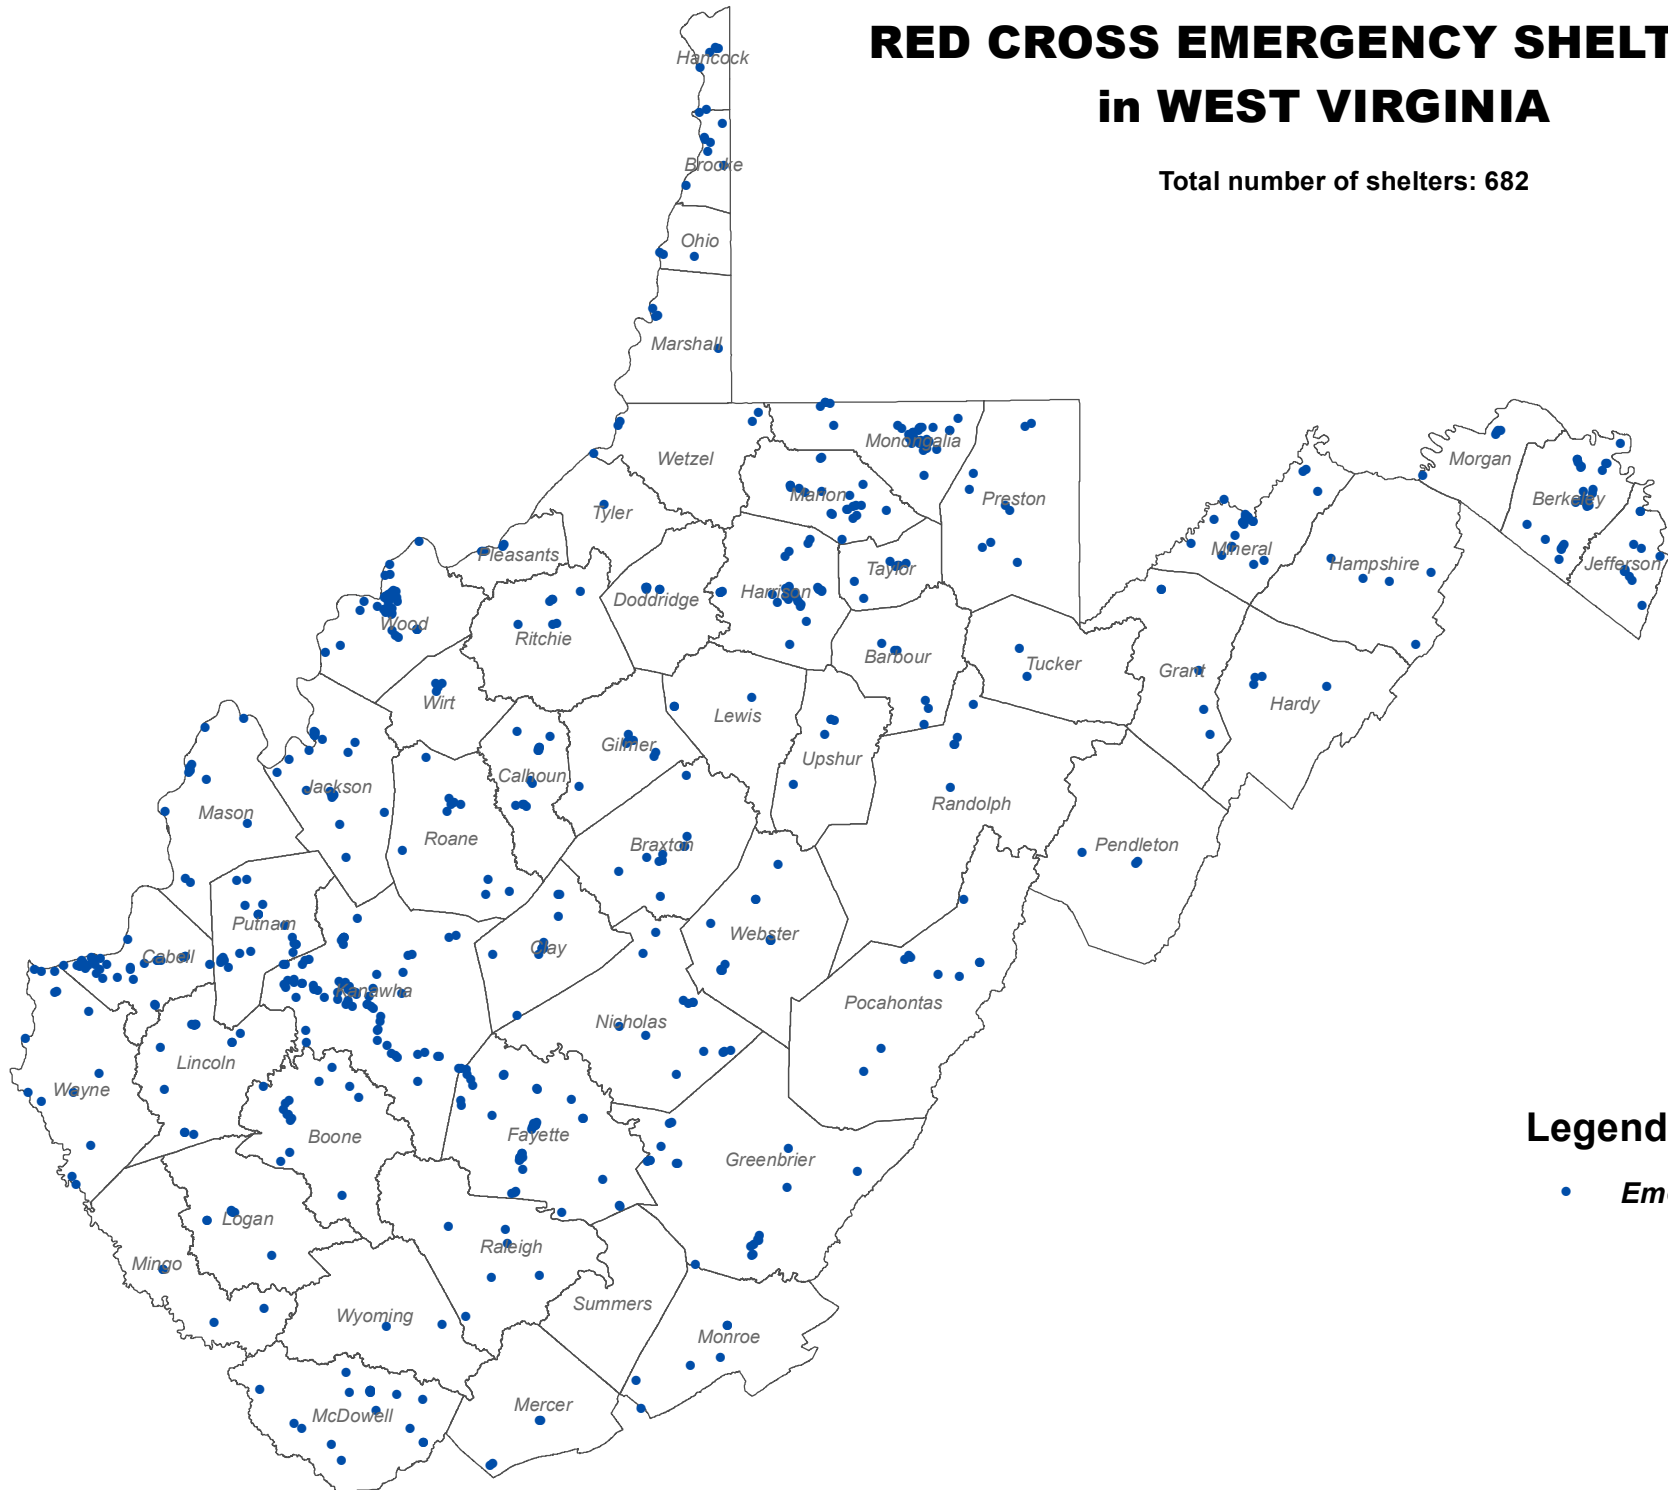 RED CROSS EMERGENCY SHELT
in WEST VIRGINIA
Total number of shelters: 682
Hancock
Brooke
Ohio
Marshall
Wetzel
Monongalia
Marion
Preston
Morgan
Berkeley
Jefferson
Mineral
Hampshire
Tyler
Pleasants
Taylor
Doddridge
Harrison
Wood
Ritchie
Barbour
Tucker
Grant
Hardy
Wirt
Lewis
Gilmer
Upshur
Calhoun
Jackson
Randolph
Mason
Roane
Braxton
Pendleton
Putnam
Webster
Clay
Cabell
Kanawha
Pocahontas
Nicholas
Lincoln
Wayne
Boone
Fayette
Greenbrier
Legend
Em
Logan
Raleigh
Mingo
Summers
Wyoming
Monroe
Mercer
McDowell